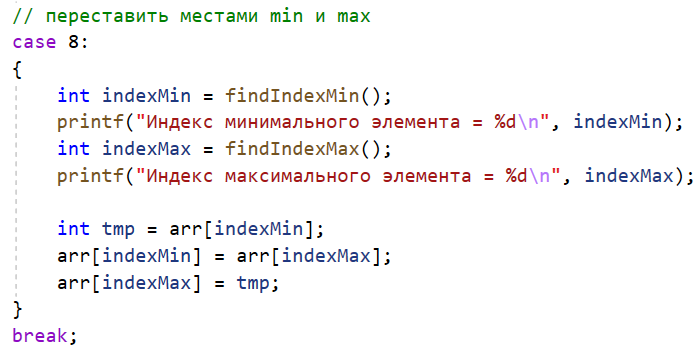 // переставить местами min и max
case 8:
{
    int indexMin = findIndexMin();
    printf("Индекс минимального элемента = %d\n", indexMin);
    int indexMax = findIndexMax();
    printf("Индекс максимального элемента = %d\n", indexMax);

    int tmp = arr[indexMin];
    arr[indexMin] = arr[indexMax];
    arr[indexMax] = tmp;
}
break;